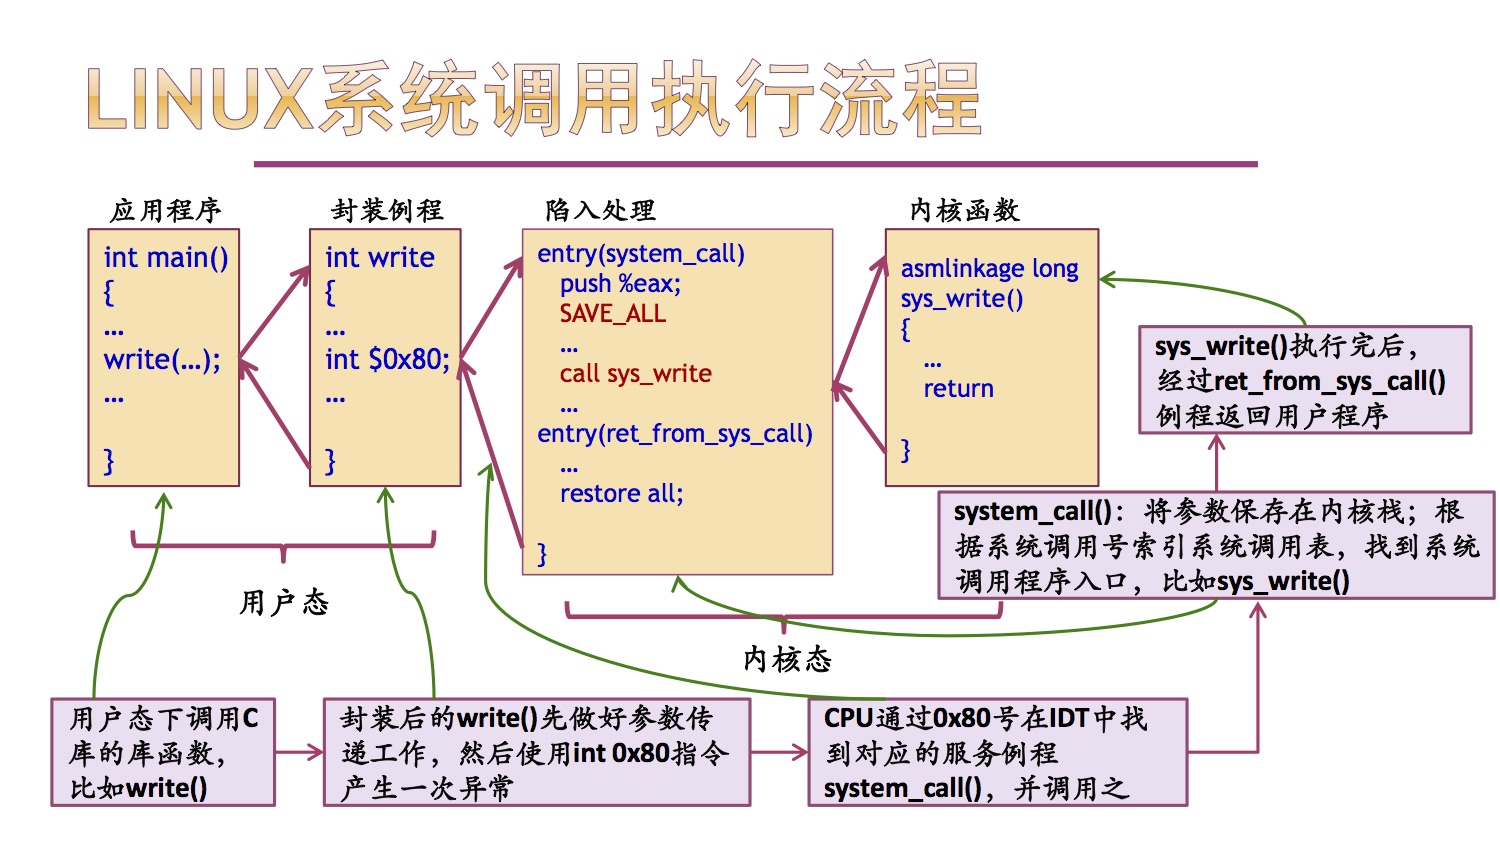 LINUX系统调用执行流程
应用程序
int main()
{
…
write(…);
…
}
封装例程
int write
{
…
int $0x80;
…
}
陷入处理
entry(system_call)
push %eax;
SAVE_ALL
…
call sys_write
…
entry(ret_from_sys_call)
…
restore all;
}
内核函数
asmlinkage long
sys_write()
{
…
return
}
用户态
内核态
用户态下调用C
库的库函数，
比如write()
封装后的write()先做好参数传
递工作，然后使用int 0x80指令
产生一次异常
CPU通过0x80号在IDT中找
到对应的服务例程
system_call()，并调用之
system_call()：将参数保存在内核栈；根
据系统调用号索引系统调用表，找到系统
调用程序入口，比如sys_write()
sys_write()执行完后，
经过ret_from_sys_call()
例程返回用户程序